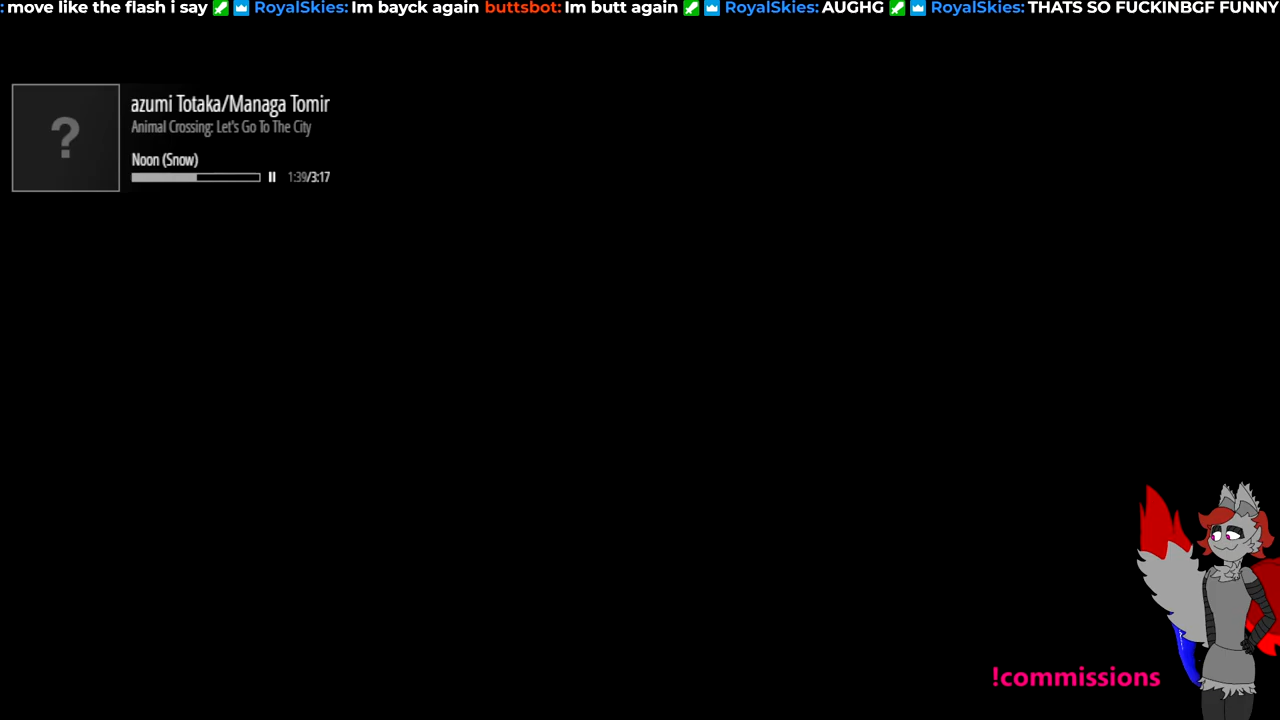 : move like the flash i say RoyalSkies: Im bayck again buttsbot: Im butt again RoyalSkies: AUGHG RoyalSkies: THATS SO FUCKINBGF FUNNY
azumi Totaka/Managa Tomir
Animal Crossing: Let's Go To The City
Noon (Snow)
1:39/3:17
!commissions